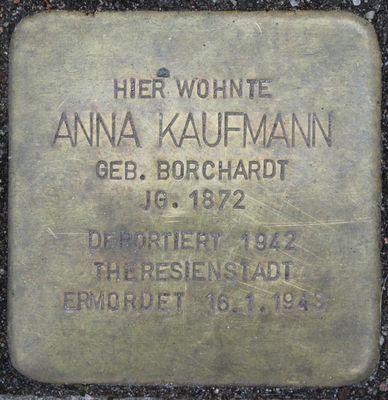 HIER WOHNTE
ANNA KAUFMANN
GEB. BORCHARDT
JG. 1872
DEPORTIERT 1942
THERESIENSTADT
ERMORDET 16.1.1943